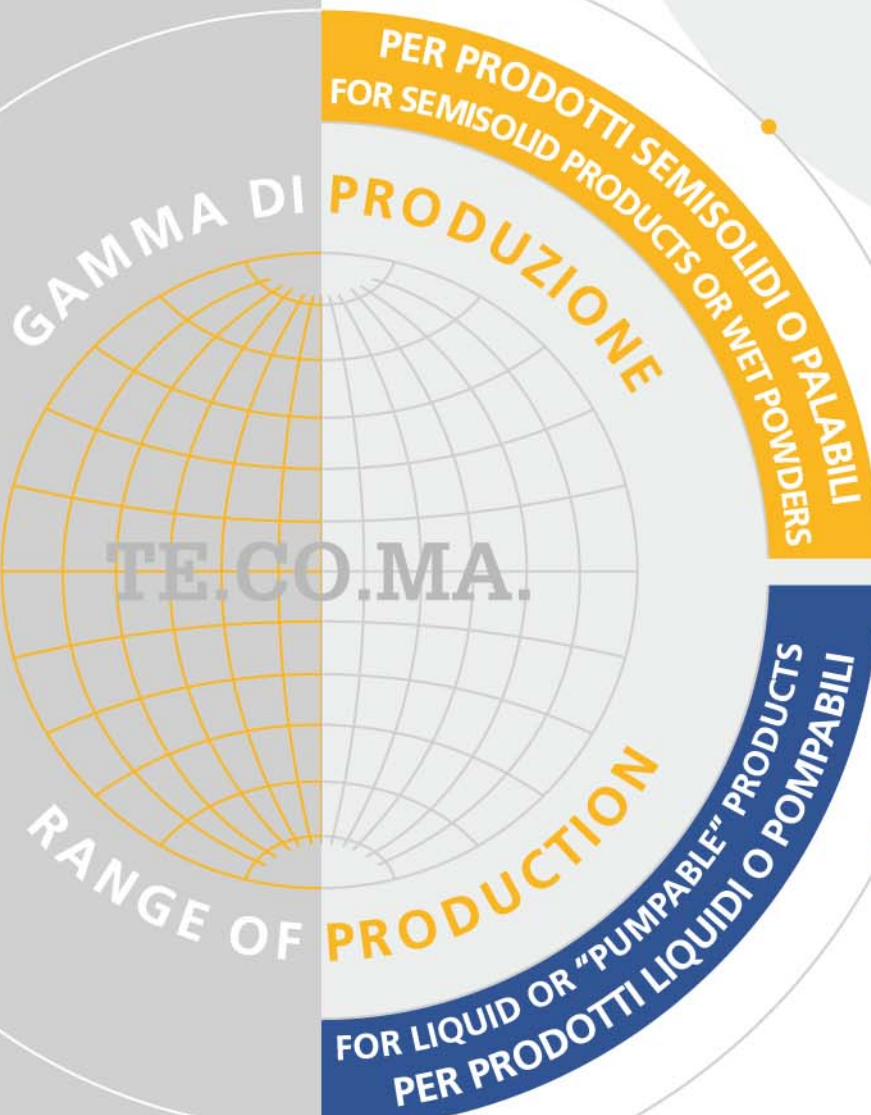 PER PRODOTTI SEMISOLIDI O PALABILI
FOR SEMISOLID PRODUCTS OR WET POWDERS
GAMMA DI PRODUZIONE
TE.CO.MA.
RANGE OF PRODUCTION
FOR LIQUID OR "PUMPABLE" PRODUCTS
PER PRODOTTI LIQUIDI O POMPABILI